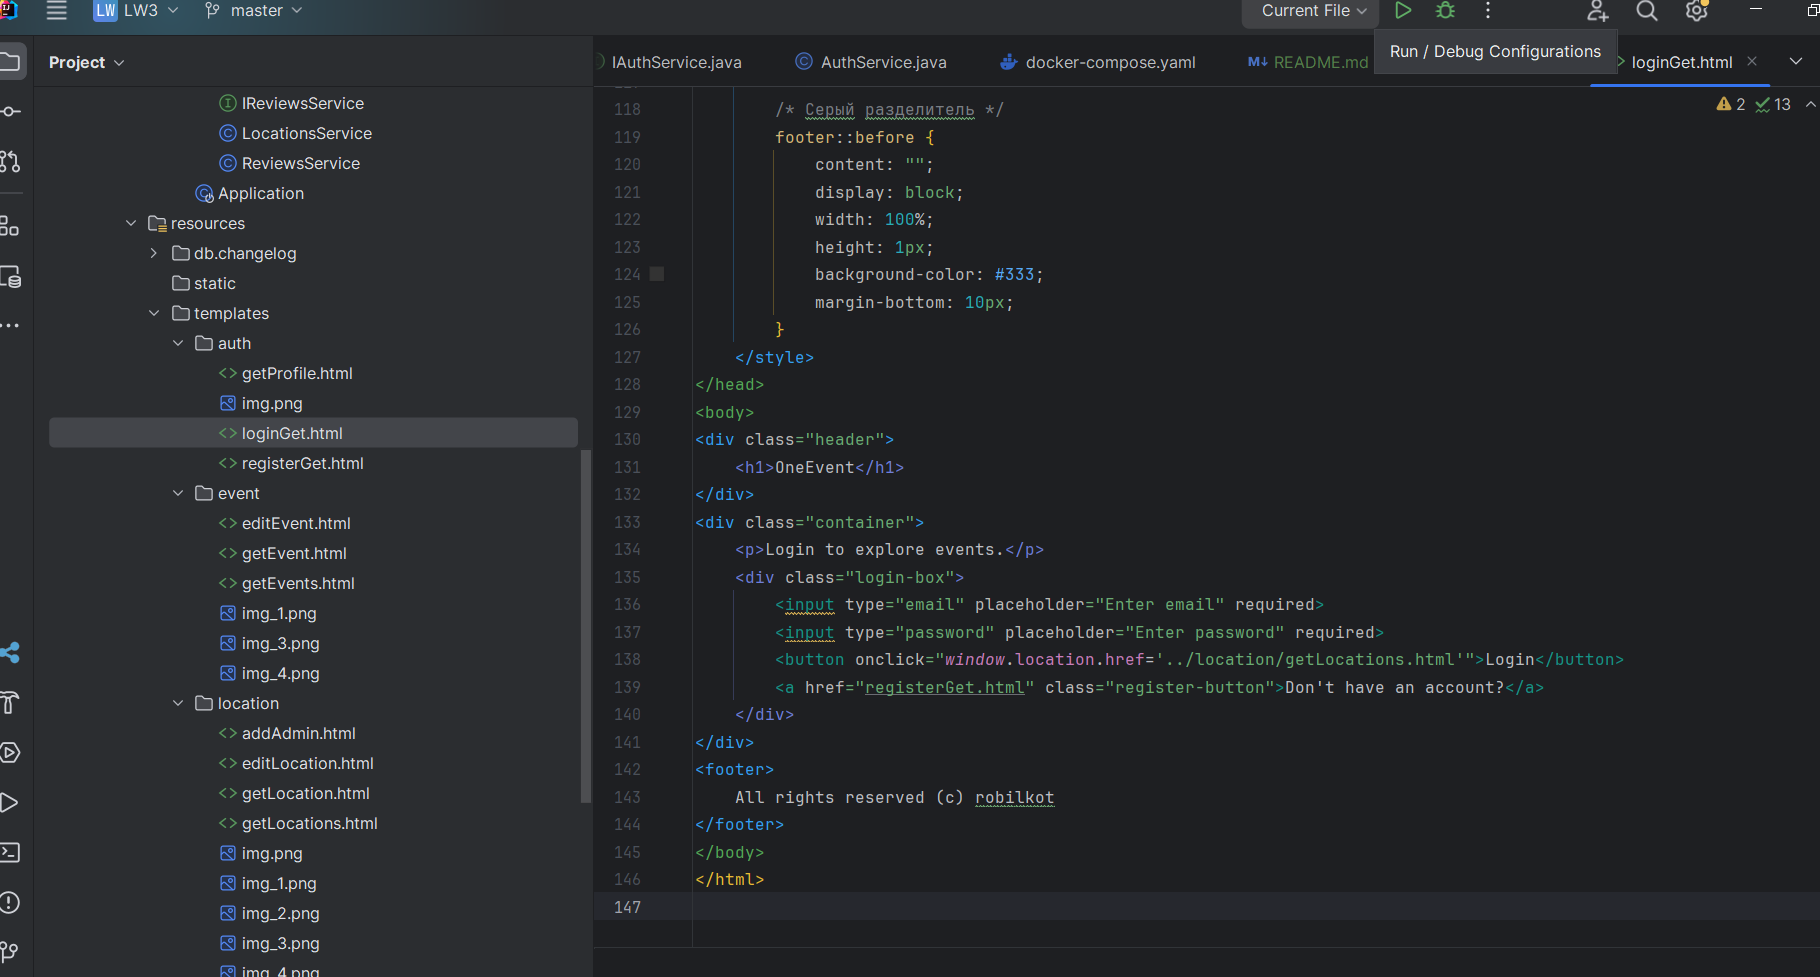 LW LW3 master Current File
Run / Debug Configurations
Project
IAuthService.java AuthService.java docker-compose.yaml README.md loginGet.html
2 13
IReviewsService
LocationsService
ReviewsService
Application
resources
db.changelog
static
templates
auth
getProfile.html
img.png
loginGet.html
registerGet.html
event
editEvent.html
getEvent.html
getEvents.html
img_1.png
img_3.png
img_4.png
location
addAdmin.html
editLocation.html
getLocation.html
getLocations.html
img.png
img_1.png
img_2.png
img_3.png
img_4.png
118 /* Серый разделитель */
119 footer::before {
120 content: "";
121 display: block;
122 width: 100%;
123 height: 1px;
124 background-color: #333;
125 margin-bottom: 10px;
126 }
127 </style>
128 </head>
129 <body>
130 <div class="header">
131 <h1>OneEvent</h1>
132 </div>
133 <div class="container">
134 <p>Login to explore events.</p>
135 <div class="login-box">
136 <input type="email" placeholder="Enter email" required>
137 <input type="password" placeholder="Enter password" required>
138 <button onclick="window.location.href='../location/getLocations.html'">Login</button>
139 <a href="registerGet.html" class="register-button">Don't have an account?</a>
140 </div>
141 </div>
142 <footer>
143 All rights reserved (c) robilkot
144 </footer>
145 </body>
146 </html>
147